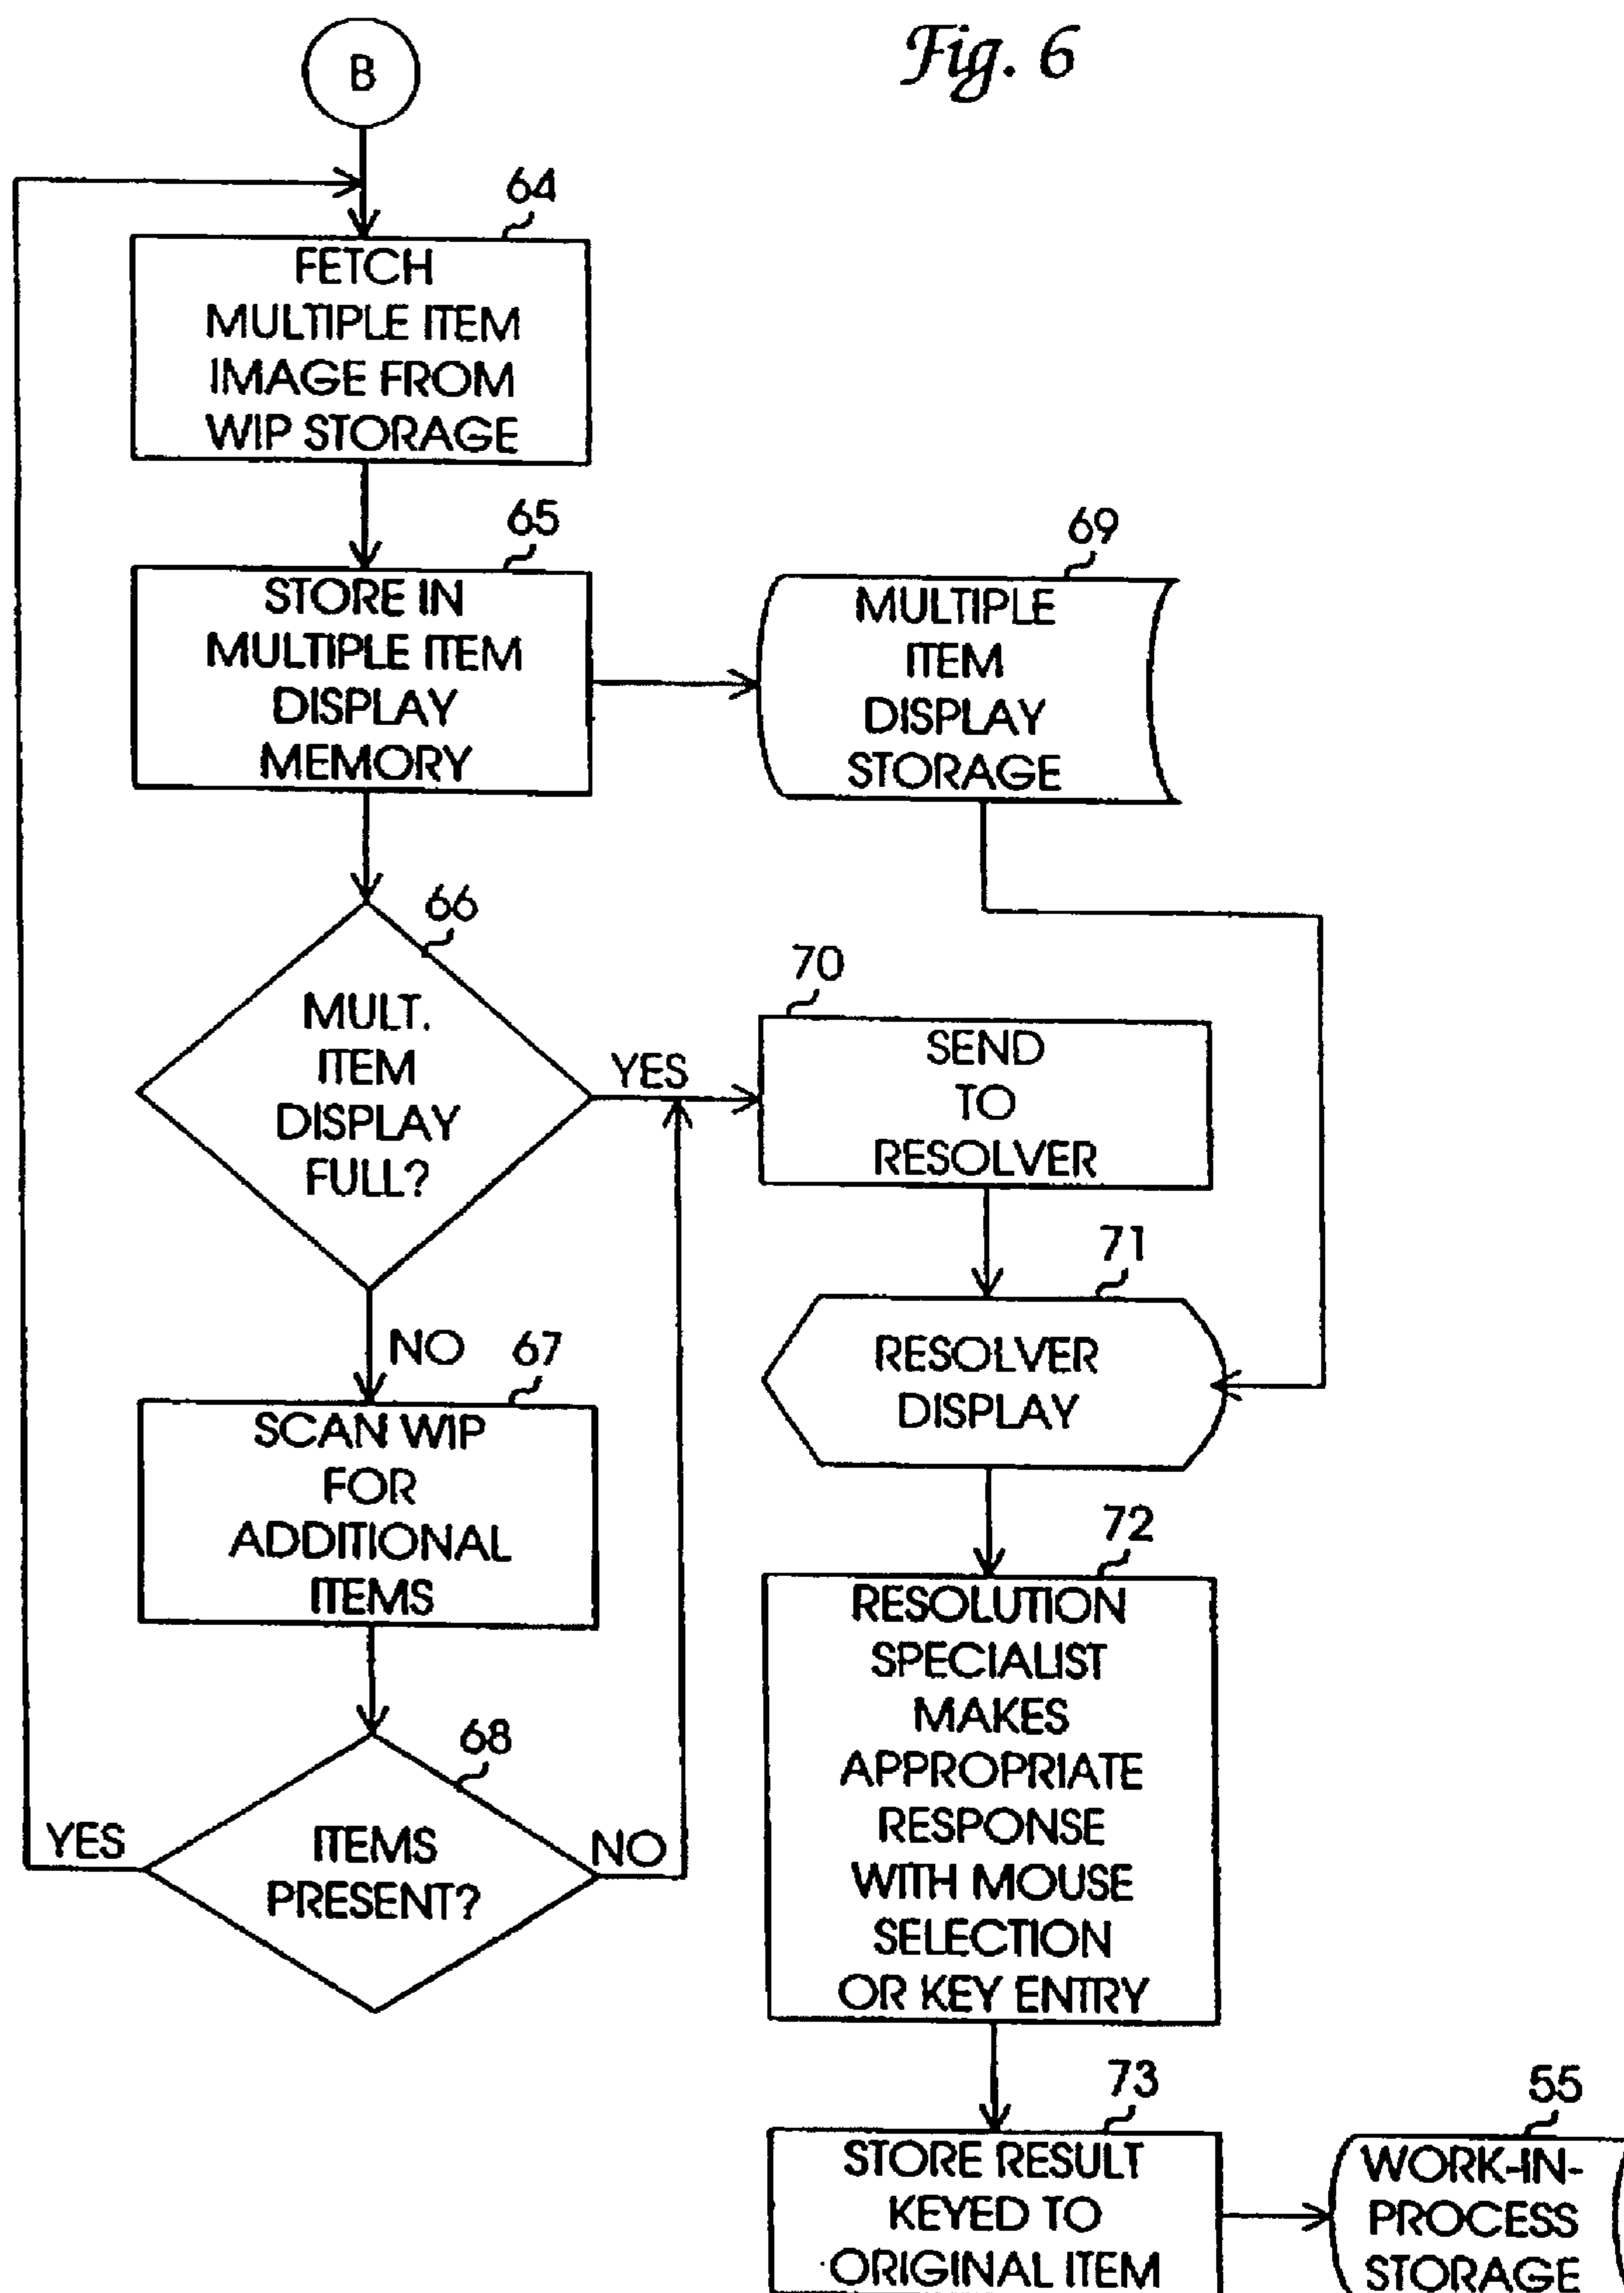 Fig. 6
B
64
FETCH
MULTIPLE ITEM
IMAGE FROM
WIP STORAGE
65
STORE IN
MULTIPLE ITEM
DISPLAY
MEMORY
69
MULTIPLE
ITEM
DISPLAY
STORAGE
66
MULT.
ITEM
DISPLAY
FULL?
YES
70
SEND
TO
RESOLVER
NO
67
SCAN WIP
FOR
ADDITIONAL
ITEMS
71
RESOLVER
DISPLAY
68
ITEMS
PRESENT?
YES
NO
72
RESOLUTION
SPECIALIST
MAKES
APPROPRIATE
RESPONSE
WITH MOUSE
SELECTION
OR KEY ENTRY
73
STORE RESULT
KEYED TO
ORIGINAL ITEM
55
WORK-IN-
PROCESS
STORAGE